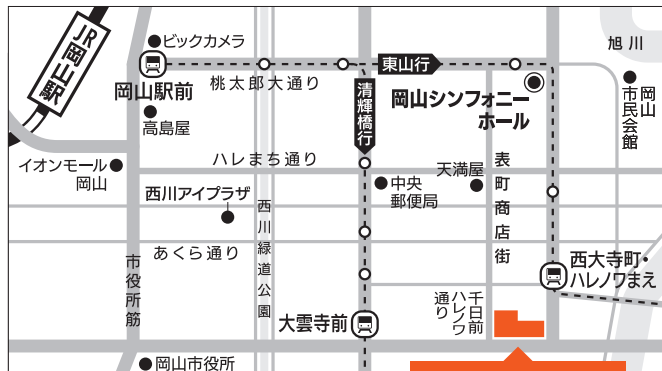 JR岡山駅
ビックカメラ
岡山駅前
高島屋
イオンモール
岡山
桃太郎大通り
東山行
清輝橋行
岡山シンフォニー
ホール
旭川
岡山
市民会館
ハレまち通り
中央
郵便局
天満屋
表町商店街
西川アイプラザ
西川緑道公園
あくら通り
市役所筋
西大寺町・
ハレノワまえ
大雲寺前
千日前
ハレノワ
通り
岡山市役所